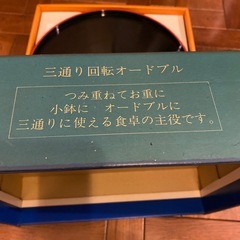 三通り回転オードブル
つみ重ねてお重に
小鉢に　オードブルに
三通りに使える食卓の主役です。